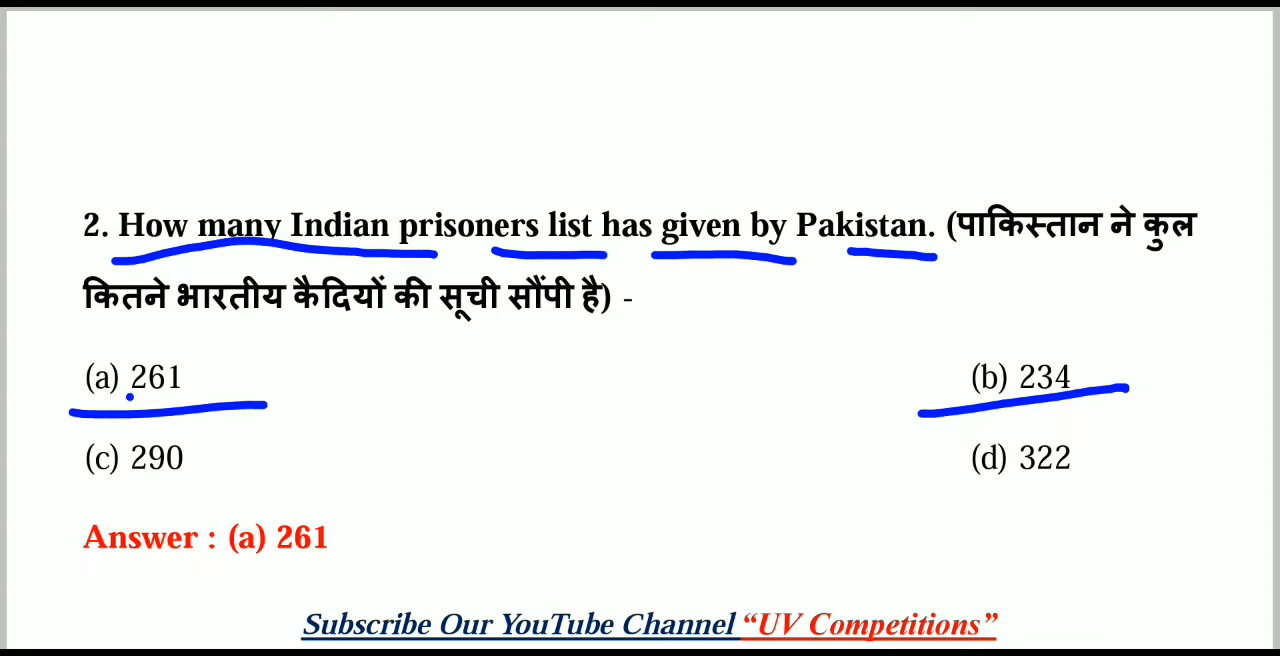 2. How many Indian prisoners list has given by Pakistan. (पाकिस्तान ने कुल
कितने भारतीय कैदियों की सूची सौंपी है) -
(a) 261 (b) 234
(c) 290 (d) 322
Answer : (a) 261
Subscribe Our YouTube Channel “UV Competitions”